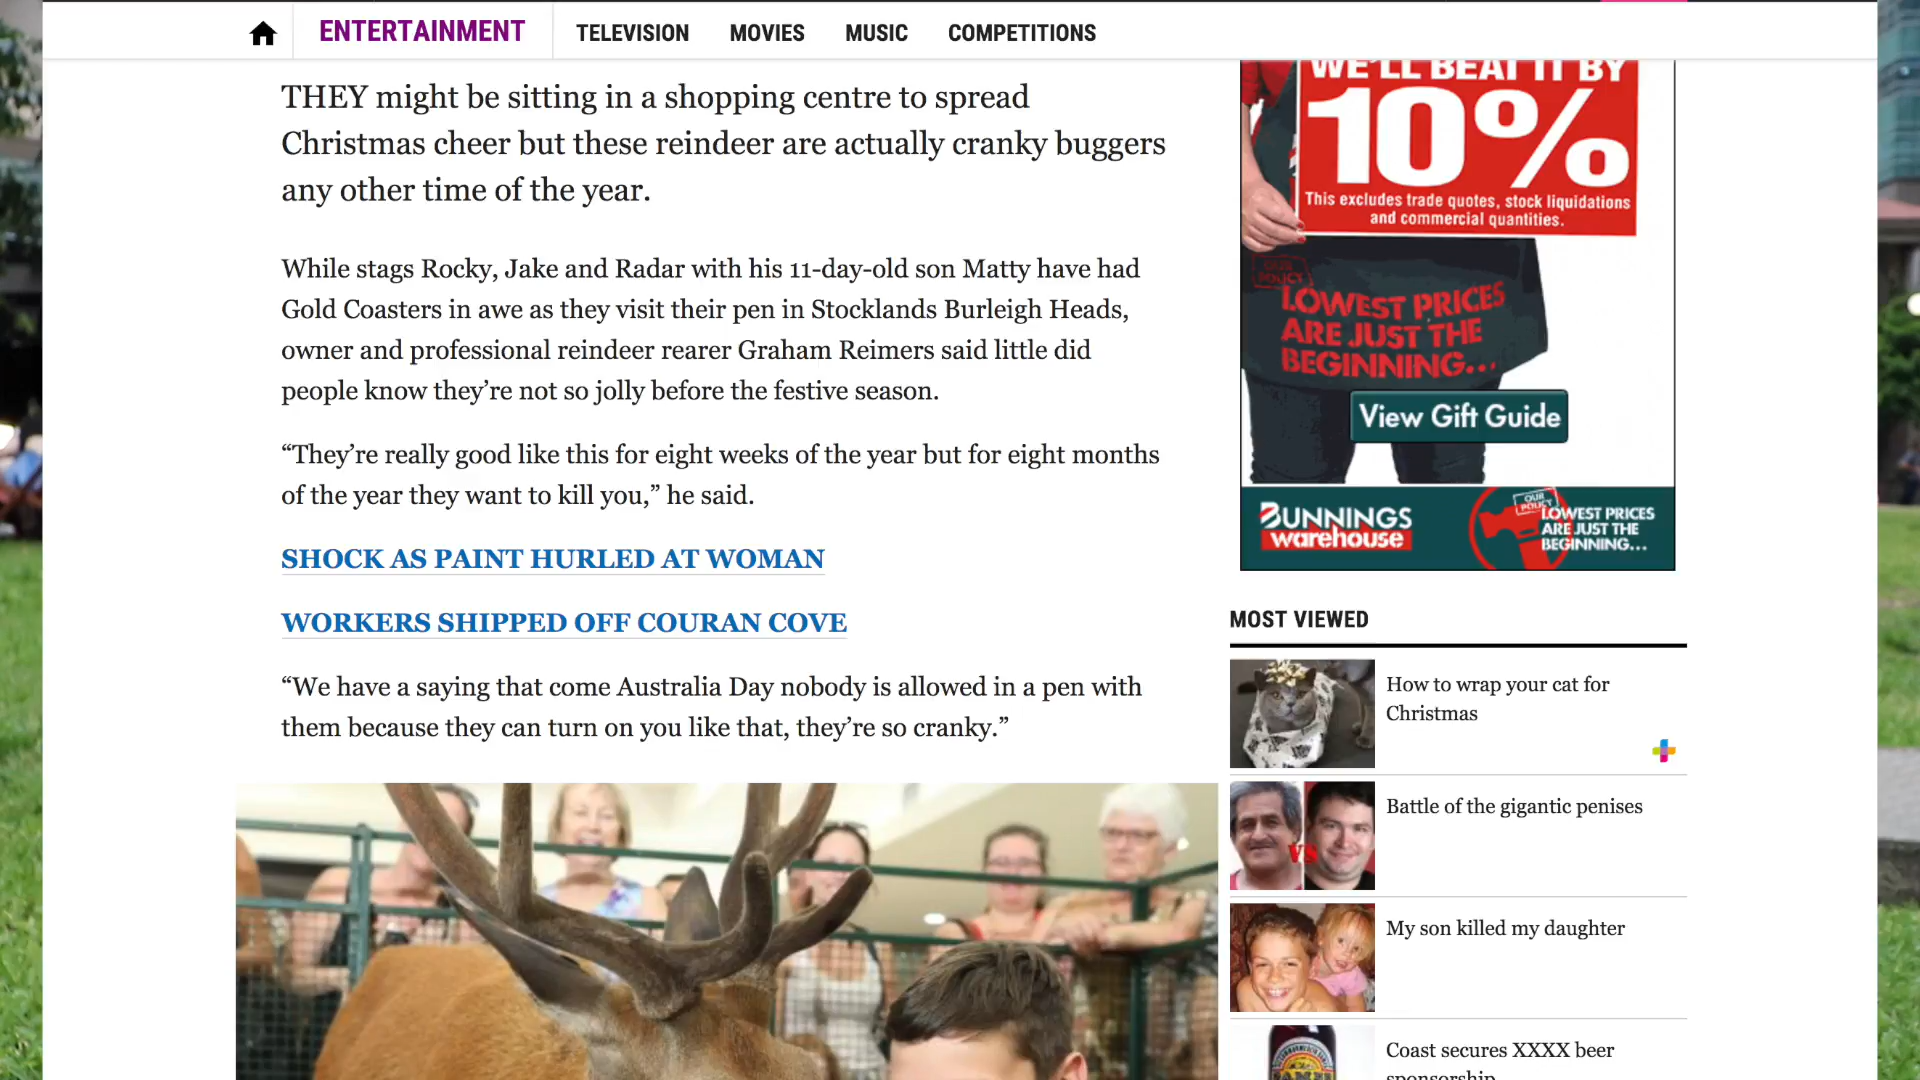 ENTERTAINMENT
TELEVISION
MOVIES
MUSIC
COMPETITIONS
THEY might be sitting in a shopping centre to spread
Christmas cheer but these reindeer are actually cranky buggers
any other time of the year.
While stags Rocky, Jake and Radar with his 11-day-old son Matty have had
Gold Coasters in awe as they visit their pen in Stocklands Burleigh Heads,
owner and professional reindeer rearer Graham Reimers said little did
people know they’re not so jolly before the festive season.
“They’re really good like this for eight weeks of the year but for eight months
of the year they want to kill you,” he said.
SHOCK AS PAINT HURLED AT WOMAN
WORKERS SHIPPED OFF COURAN COVE
“We have a saying that come Australia Day nobody is allowed in a pen with
them because they can turn on you like that, they’re so cranky.”
WE'LL BEAT IT BY
10%
This excludes trade quotes, stock liquidations
and commercial quantities.
OUR
POLICY
LOWEST PRICES
ARE JUST THE
BEGINNING...
View Gift Guide
BUNNINGS
warehouse
OUR
POLICY
LOWEST PRICES
ARE JUST THE
BEGINNING...
MOST VIEWED
How to wrap your cat for
Christmas
Battle of the gigantic penises
VS
My son killed my daughter
Coast secures XXXX beer
sponsorship